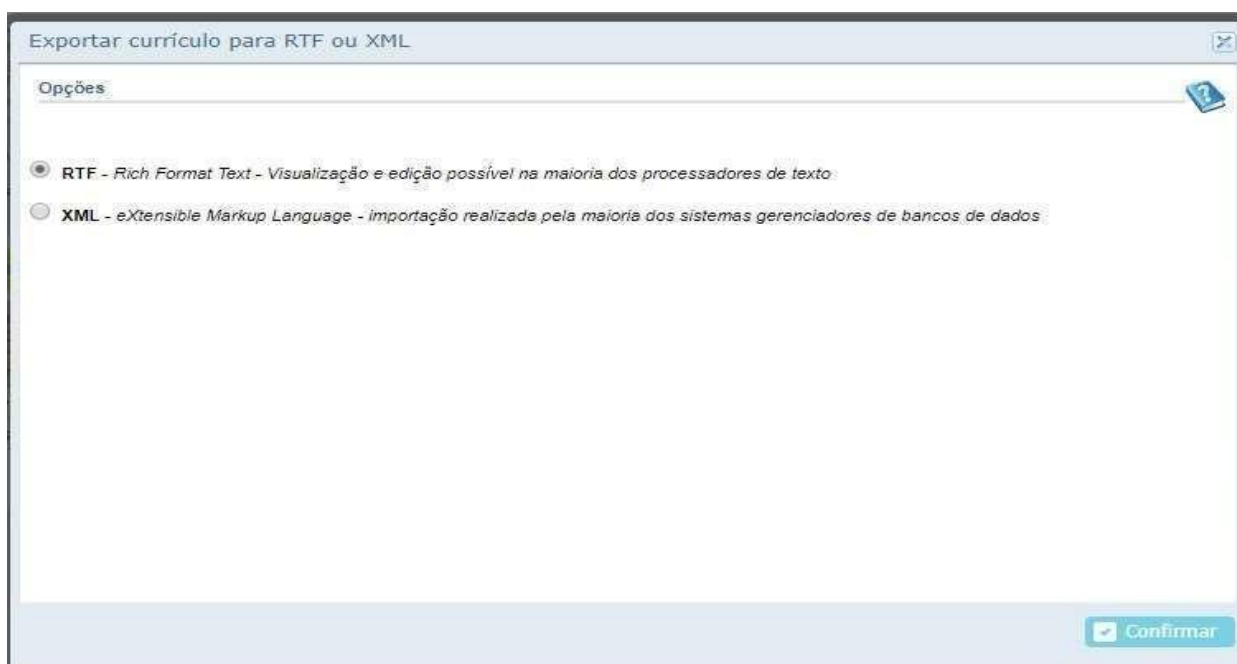 Exportar currículo para RTF ou XML
Opções
RTF - Rich Format Text - Visualização e edição possível na maioria dos processadores de texto
XML - eXtensible Markup Language - importação realizada pela maioria dos sistemas gerenciadores de bancos de dados
Confirmar